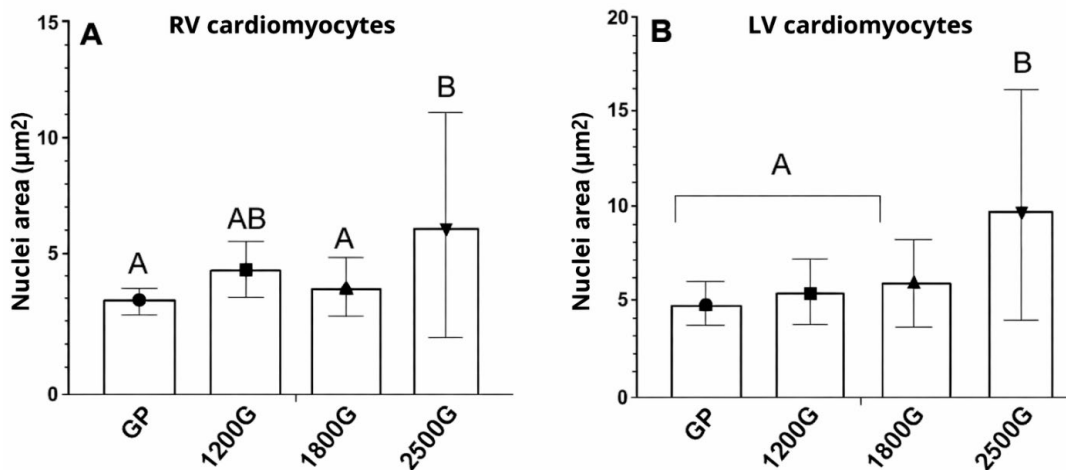 A
RV cardiomyocytes
Nuclei area (µm2)
15
10
5
0
A
AB
A
B
GP
1200G
1800G
2500G
B
LV cardiomyocytes
Nuclei area (µm2)
20
15
10
5
0
A
B
GP
1200G
1800G
2500G